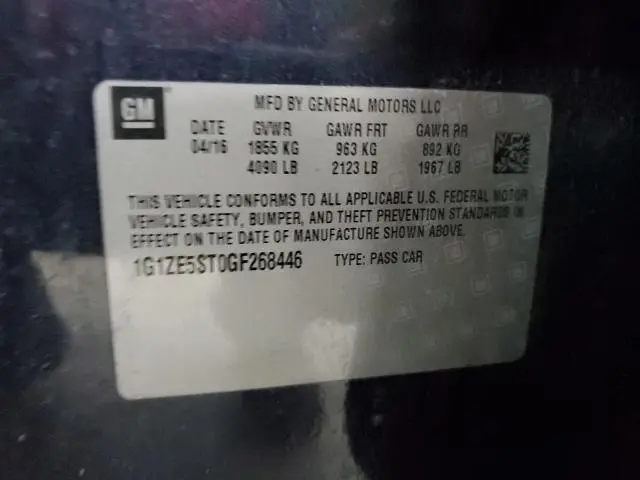 GM
MFD BY GENERAL MOTORS LLC
DATE GVWR GAWR FRT GAWR RR
04/16 1855 KG 963 KG 892 KG
4090 LB 2123 LB 1967 LB
THIS VEHICLE CONFORMS TO ALL APPLICABLE U.S. FEDERAL MOTOR
VEHICLE SAFETY, BUMPER, AND THEFT PREVENTION STANDARDS IN
EFFECT ON THE DATE OF MANUFACTURE SHOWN ABOVE.
1G1ZE5ST0GF268446 TYPE: PASS CAR